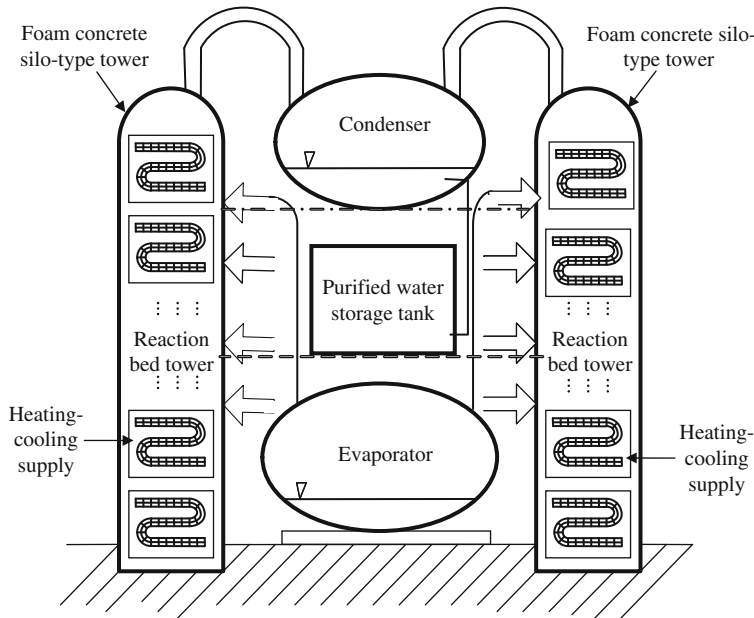 Foam concrete
silo-type tower
Foam concrete silo-
type tower
Condenser
Purified water
storage tank
Reaction
bed tower
Reaction
bed tower
Heating-
cooling
supply
Evaporator
Heating-
cooling
supply